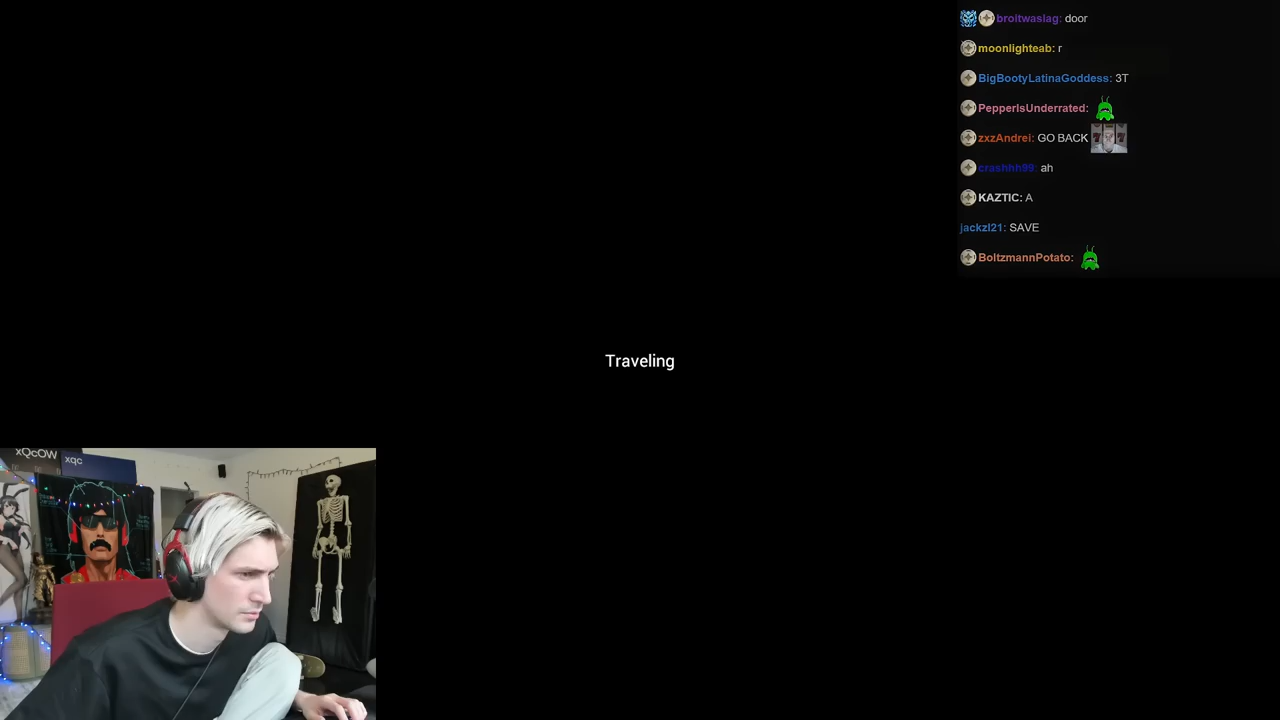 broitwaslag: door
moonlighteab: r
BigBootyLatinaGoddess: 3T
PepperIsUnderrated:
zxzAndrei: GO BACK
crashhh99: ah
KAZTIC: A
jackzl21: SAVE
BoltzmannPotato:
Traveling
xQcOW
xqc